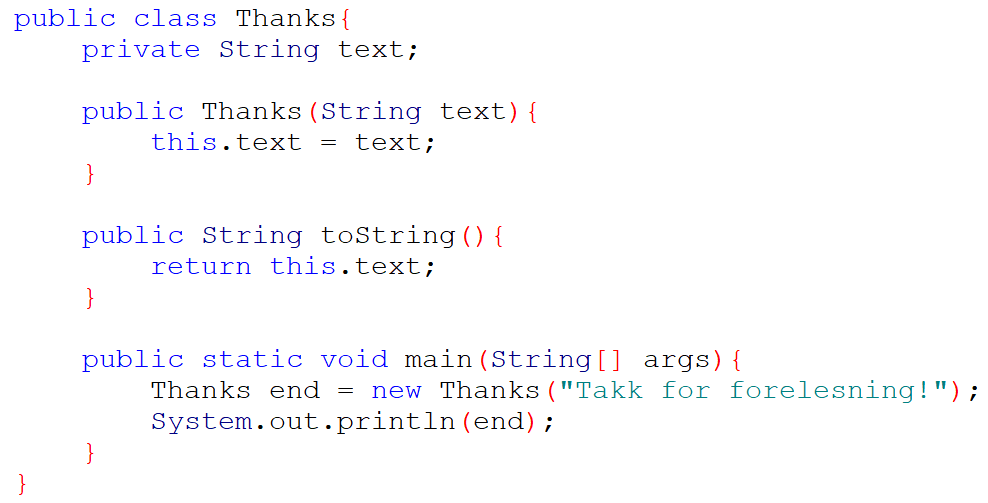 public class Thanks{
    private String text;

    public Thanks(String text){
        this.text = text;
    }

    public String toString(){
        return this.text;
    }

    public static void main(String[] args){
        Thanks end = new Thanks("Takk for forelesning!");
        System.out.println(end);
    }
}